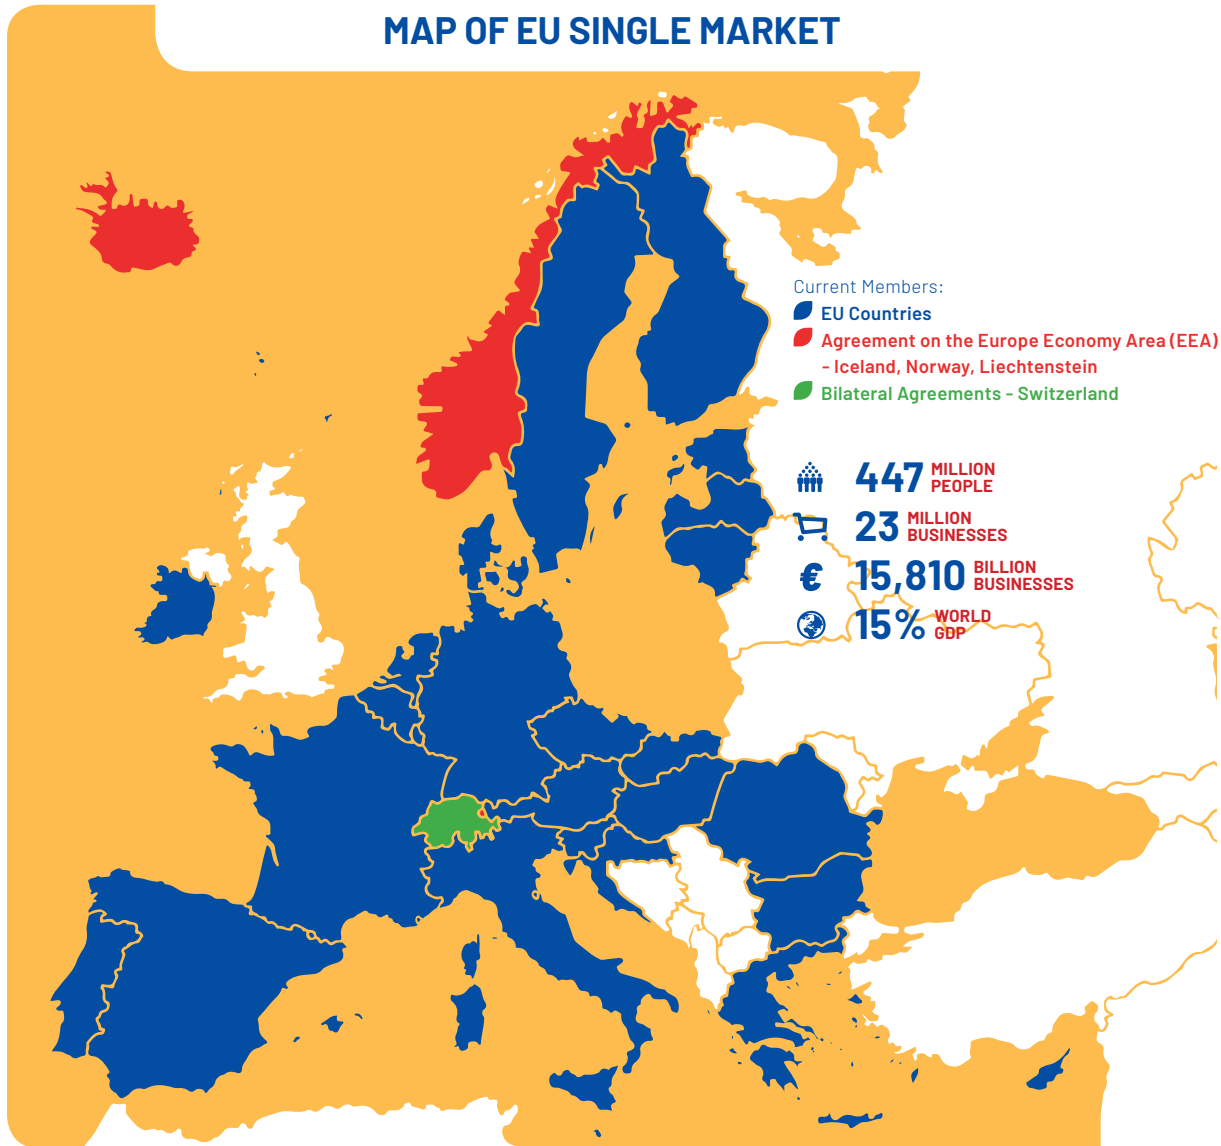 MAP OF EU SINGLE MARKET
Current Members:
EU Countries
Agreement on the Europe Economy Area (EEA)
- Iceland, Norway, Liechtenstein
Bilateral Agreements - Switzerland
447 MILLION
PEOPLE
23 MILLION
BUSINESSES
€ 15,810 BILLION
BUSINESSES
15% WORLD
GDP